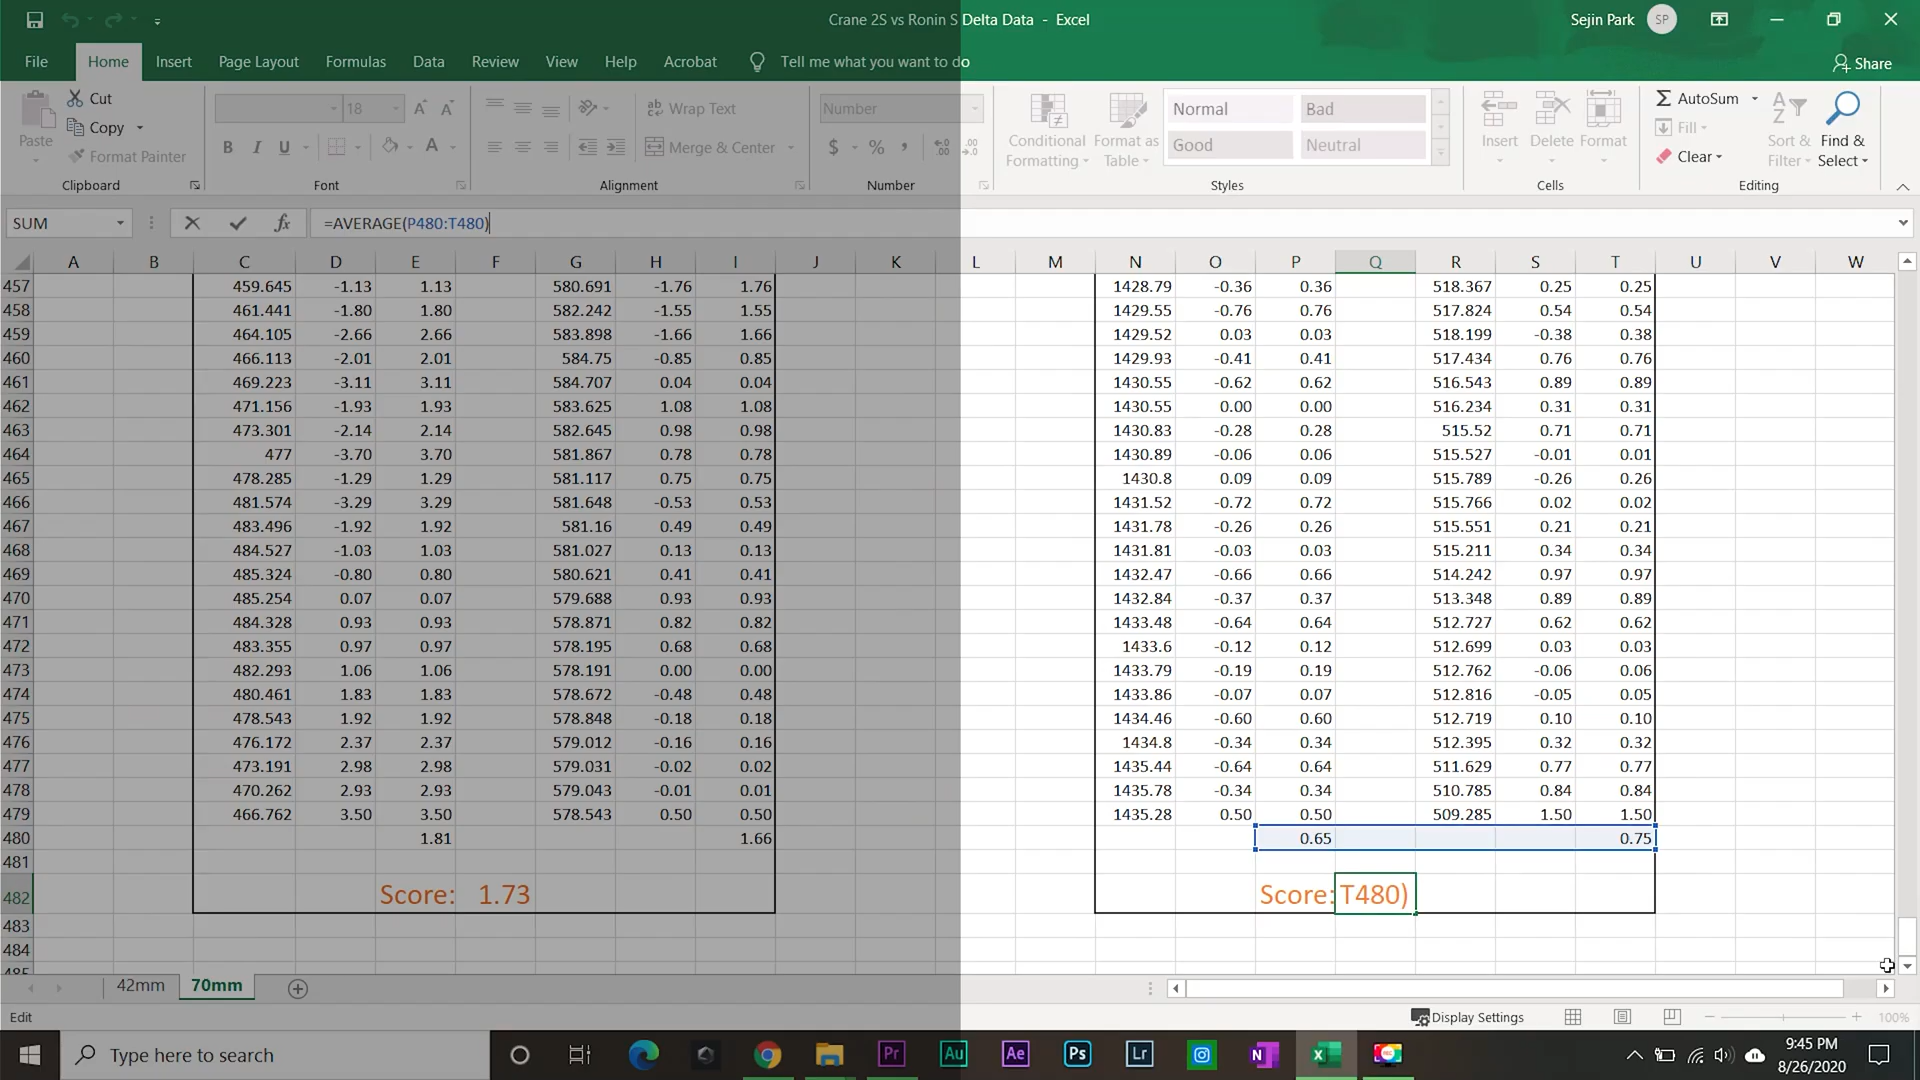 Crane 2S vs Ronin S Delta Data - Excel
Sejin Park SP
File Home Insert Page Layout Formulas Data Review View Help Acrobat Tell me what you want to do Share
Paste
Cut
Copy
Format Painter
Clipboard
18
B I U A
Font
Wrap Text
Merge & Center
Alignment
Number
$ % ,
Number
Conditional Formatting
Format as Table
Normal Bad
Good Neutral
Styles
Insert Delete Format
Cells
AutoSum
Fill
Clear
Sort & Filter
Find & Select
Editing
SUM fx =AVERAGE(P480:T480)
A B C D E F G H I J K L M N O P Q R S T U V W
457 459.645 -1.13 1.13 580.691 -1.76 1.76 1428.79 -0.36 0.36 518.367 0.25 0.25
458 461.441 -1.80 1.80 582.242 -1.55 1.55 1429.55 -0.76 0.76 517.824 0.54 0.54
459 464.105 -2.66 2.66 583.898 -1.66 1.66 1429.52 0.03 0.03 518.199 -0.38 0.38
460 466.113 -2.01 2.01 584.75 -0.85 0.85 1429.93 -0.41 0.41 517.434 0.76 0.76
461 469.223 -3.11 3.11 584.707 0.04 0.04 1430.55 -0.62 0.62 516.543 0.89 0.89
462 471.156 -1.93 1.93 583.625 1.08 1.08 1430.55 0.00 0.00 516.234 0.31 0.31
463 473.301 -2.14 2.14 582.645 0.98 0.98 1430.83 -0.28 0.28 515.52 0.71 0.71
464 477 -3.70 3.70 581.867 0.78 0.78 1430.89 -0.06 0.06 515.527 -0.01 0.01
465 478.285 -1.29 1.29 581.117 0.75 0.75 1430.8 0.09 0.09 515.789 -0.26 0.26
466 481.574 -3.29 3.29 581.648 -0.53 0.53 1431.52 -0.72 0.72 515.766 0.02 0.02
467 483.496 -1.92 1.92 581.16 0.49 0.49 1431.78 -0.26 0.26 515.551 0.21 0.21
468 484.527 -1.03 1.03 581.027 0.13 0.13 1431.81 -0.03 0.03 515.211 0.34 0.34
469 485.324 -0.80 0.80 580.621 0.41 0.41 1432.47 -0.66 0.66 514.242 0.97 0.97
470 485.254 0.07 0.07 579.688 0.93 0.93 1432.84 -0.37 0.37 513.348 0.89 0.89
471 484.328 0.93 0.93 578.871 0.82 0.82 1433.48 -0.64 0.64 512.727 0.62 0.62
472 483.355 0.97 0.97 578.195 0.68 0.68 1433.6 -0.12 0.12 512.699 0.03 0.03
473 482.293 1.06 1.06 578.191 0.00 0.00 1433.79 -0.19 0.19 512.762 -0.06 0.06
474 480.461 1.83 1.83 578.672 -0.48 0.48 1433.86 -0.07 0.07 512.816 -0.05 0.05
475 478.543 1.92 1.92 578.848 -0.18 0.18 1434.46 -0.60 0.60 512.719 0.10 0.10
476 476.172 2.37 2.37 579.012 -0.16 0.16 1434.8 -0.34 0.34 512.395 0.32 0.32
477 473.191 2.98 2.98 579.031 -0.02 0.02 1435.44 -0.64 0.64 511.629 0.77 0.77
478 470.262 2.93 2.93 579.043 -0.01 0.01 1435.78 -0.34 0.34 510.785 0.84 0.84
479 466.762 3.50 3.50 578.543 0.50 0.50 1435.28 0.50 0.50 509.285 1.50 1.50
480 1.81 1.66 0.65 0.75
481
482 Score: 1.73 Score: T480)
483
484
485
42mm 70mm
Edit Display Settings 100%
Type here to search Pr Au Ae Ps Lr N X 9:45 PM
8/26/2020